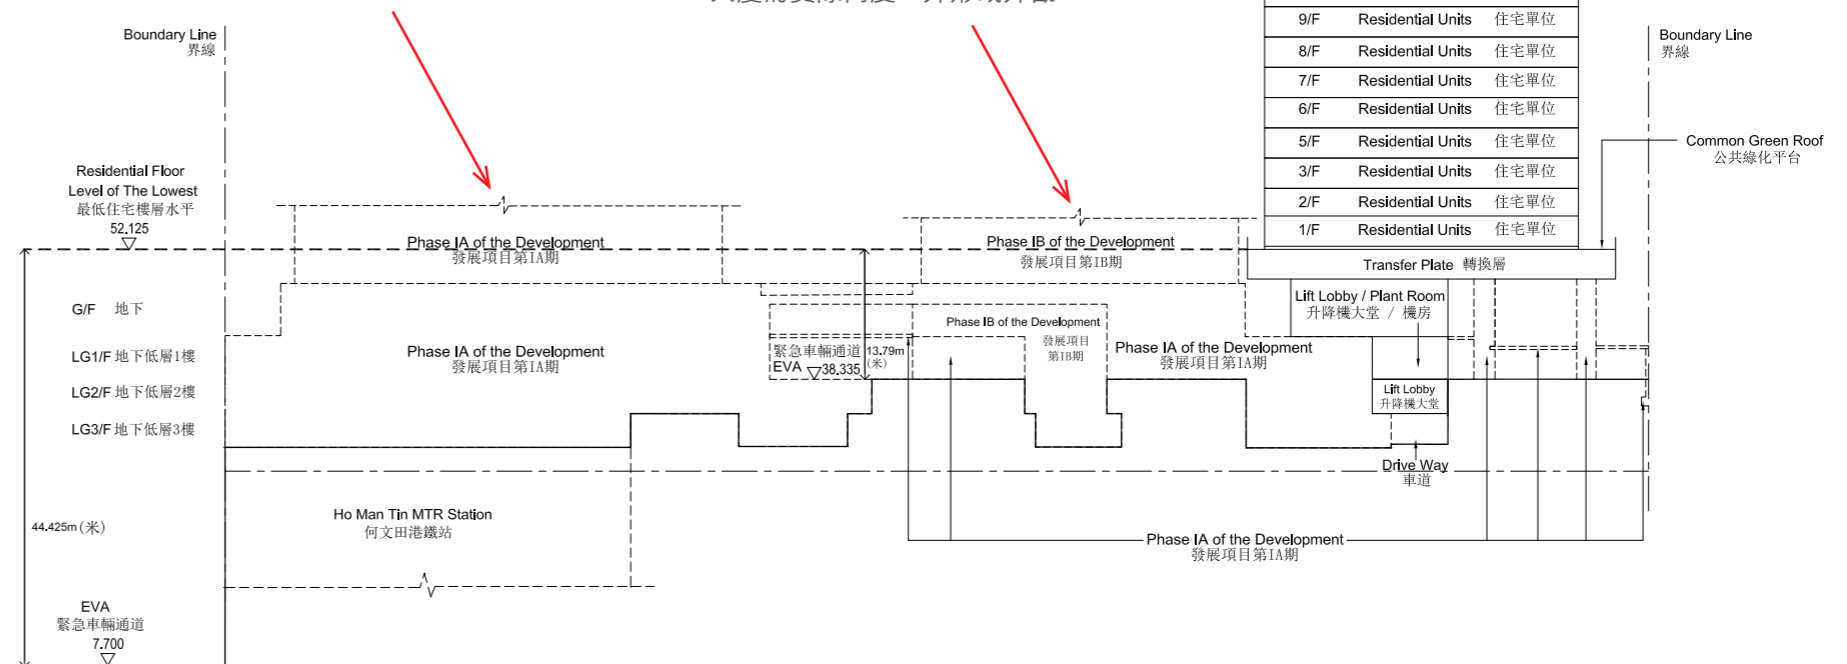 9/F Residential Units 住宅單位
Boundary Line
界線
Boundary Line
界線
8/F Residential Units 住宅單位
7/F Residential Units 住宅單位
6/F Residential Units 住宅單位
5/F Residential Units 住宅單位
Common Green Roof
公共綠化平台
3/F Residential Units 住宅單位
2/F Residential Units 住宅單位
1/F Residential Units 住宅單位
Residential Floor
Level of The Lowest
最低住宅樓層水平
52.125
Phase IA of the Development
發展項目第IA期
Phase IB of the Development
發展項目第IB期
Transfer Plate 轉換層
G/F 地下
Lift Lobby / Plant Room
升降機大堂 / 機房
Phase IB of the Development
發展項目
第IB期
LG1/F 地下低層1樓
Phase IA of the Development
發展項目第IA期
緊急車輛通道
EVA 38.335
13.79m
(米)
Phase IA of the Development
發展項目第IA期
LG2/F 地下低層2樓
Lift Lobby
升降機大堂
LG3/F 地下低層3樓
Drive Way
車道
44.425m (米)
Ho Man Tin MTR Station
何文田港鐵站
Phase IA of the Development
發展項目第IA期
EVA
緊急車輛通道
7.700